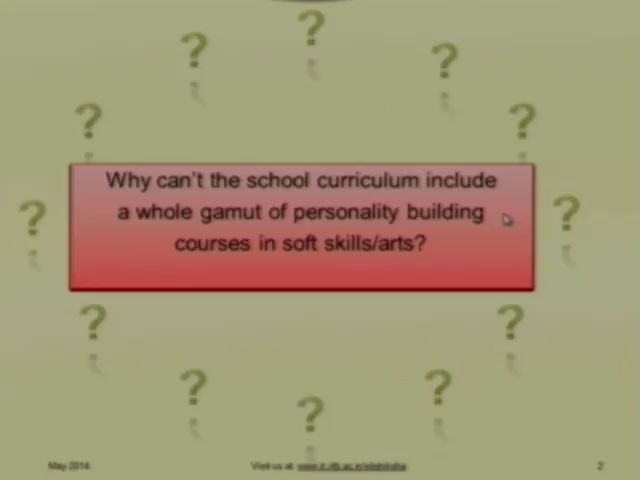 ?
?
?
?
?
Why can't the school curriculum include
a whole gamut of personality building
courses in soft skills/arts?
?
?
?
?
?
?
?
May 2014
Visit us at
2